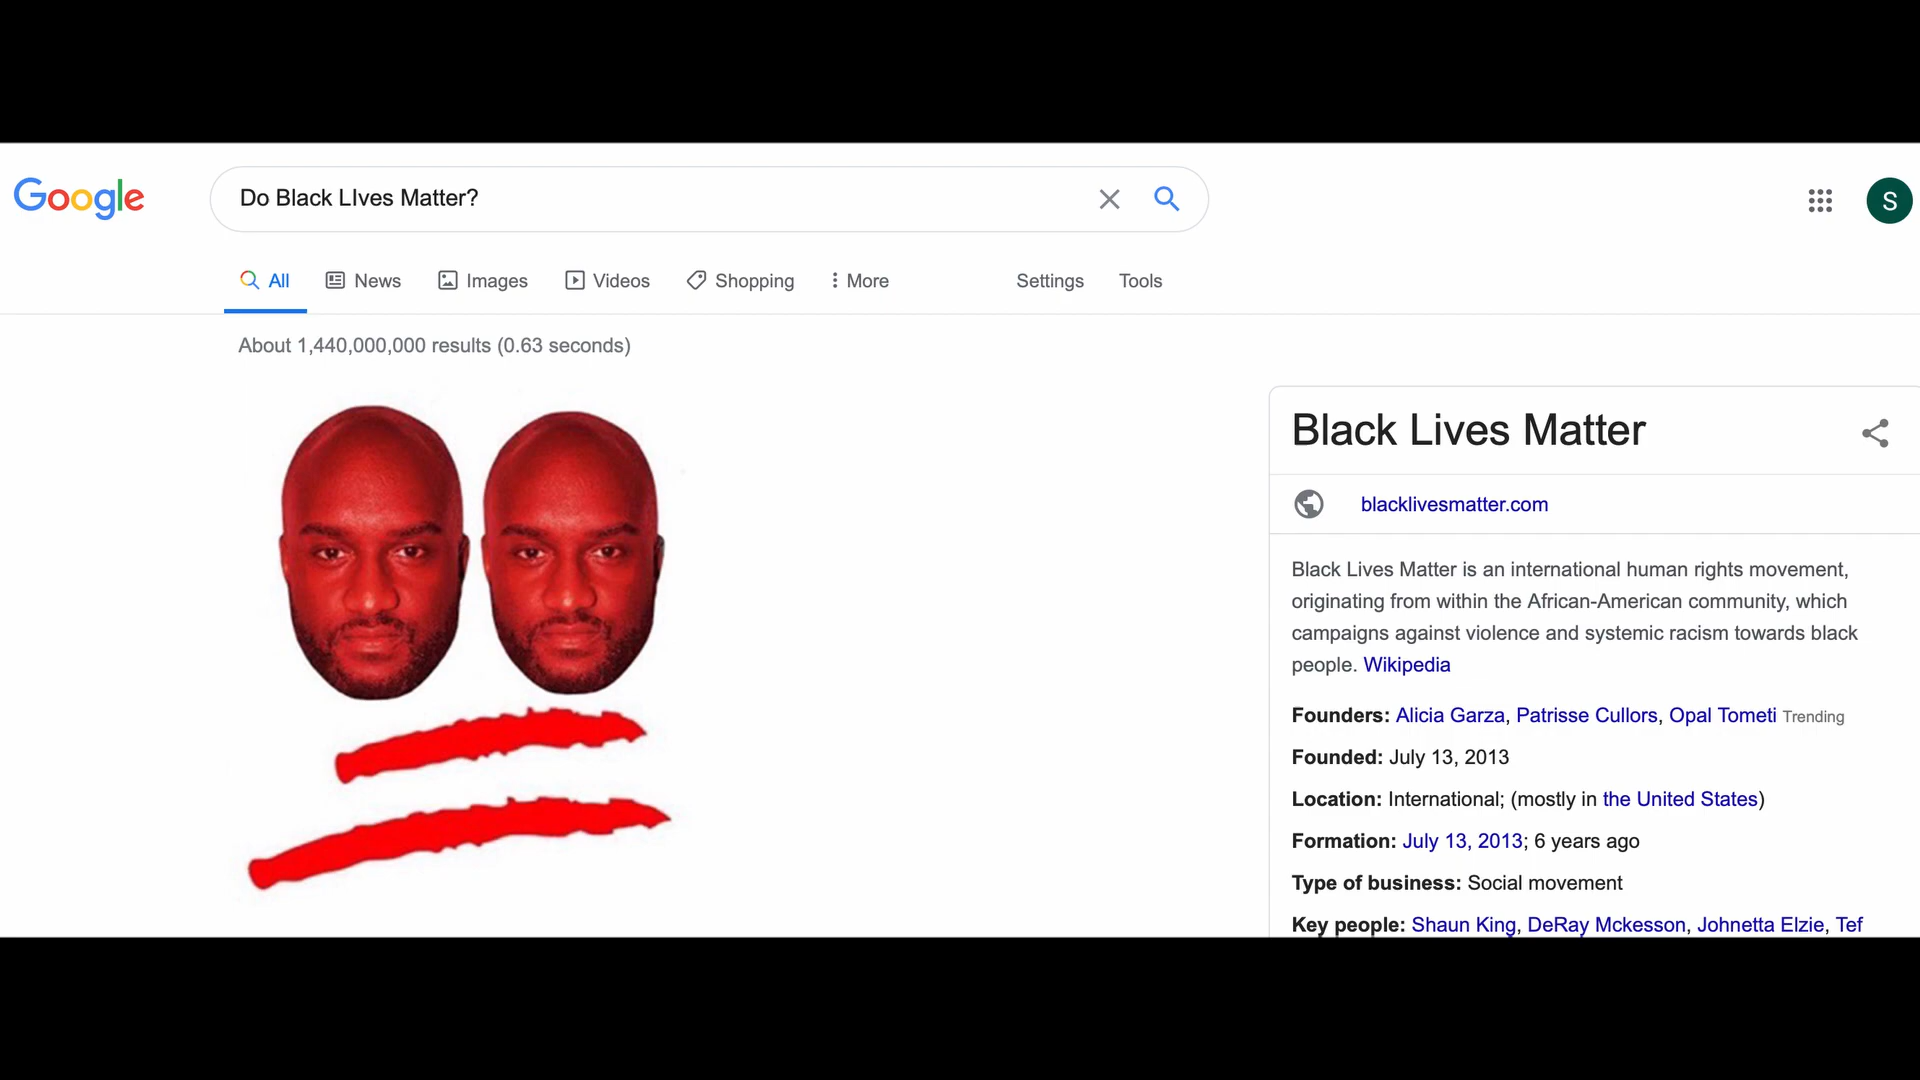 Google
Do Black LIves Matter?
S
All News Images Videos Shopping More Settings Tools
About 1,440,000,000 results (0.63 seconds)
Black Lives Matter
blacklivesmatter.com
Black Lives Matter is an international human rights movement,
originating from within the African-American community, which
campaigns against violence and systemic racism towards black
people. Wikipedia
Founders: Alicia Garza, Patrisse Cullors, Opal Tometi Trending
Founded: July 13, 2013
Location: International; (mostly in the United States)
Formation: July 13, 2013; 6 years ago
Type of business: Social movement
Key people: Shaun King, DeRay Mckesson, Johnetta Elzie, Tef